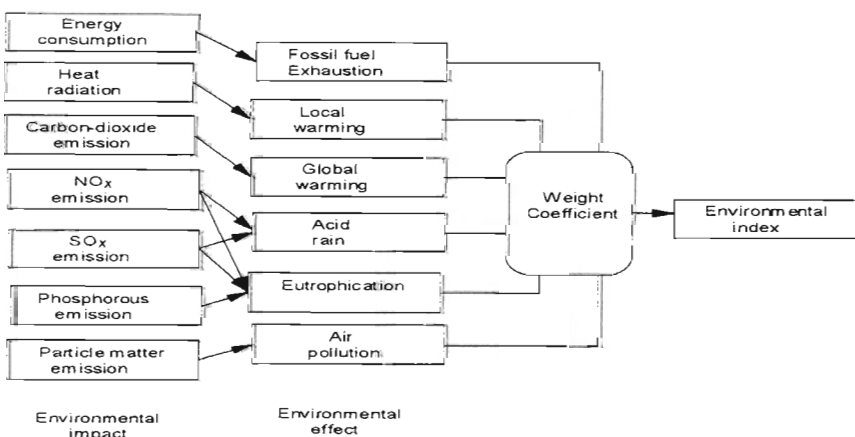 Energy
consumption
Heat
radiation
Carbon-dioxide
emission
NOx
emission
SOx
emission
Phosphorous
emission
Particle matter
emission
Environmental
impact
Fossil fuel
Exhaustion
Local
warming
Global
warming
Acid
rain
Eutrophication
Air
pollution
Environmental
effect
Weight
Coefficient
Environmental
index